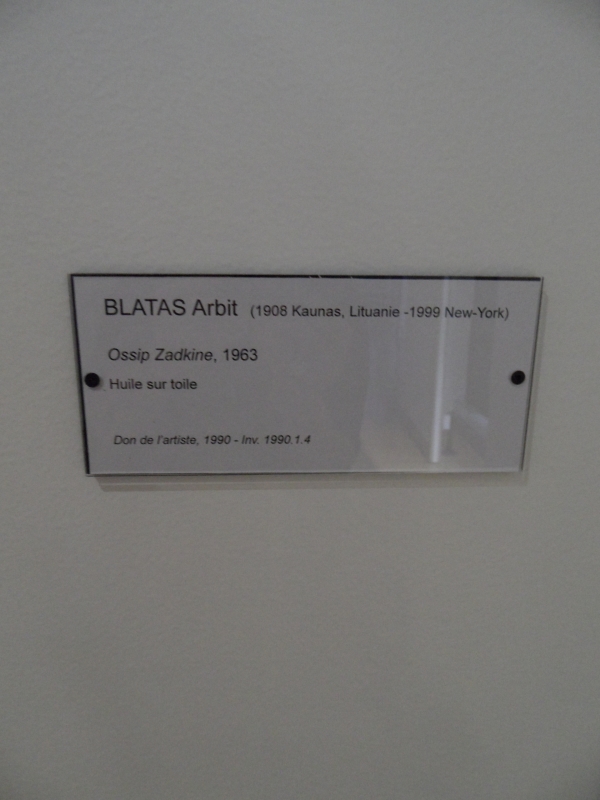 BLATAS Arbit (1908 Kaunas, Lituanie -1999 New-York)
Ossip Zadkine, 1963
Huile sur toile
Don de l'artiste, 1990 - Inv. 1990.1.4